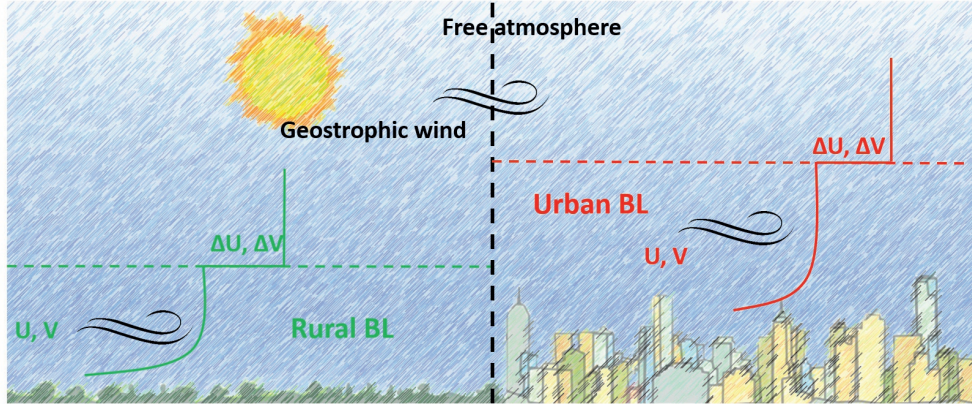 Free atmosphere
Geostrophic wind
ΔU, ΔV
Urban BL
U, V
ΔU, ΔV
U, V
Rural BL